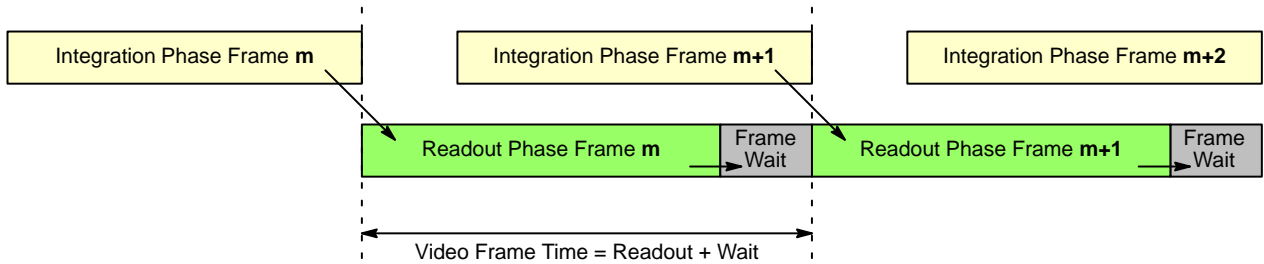 Integration Phase Frame m
Integration Phase Frame m+1
Integration Phase Frame m+2
Readout Phase Frame m
Frame
Wait
Readout Phase Frame m+1
Frame
Wait
Video Frame Time = Readout + Wait